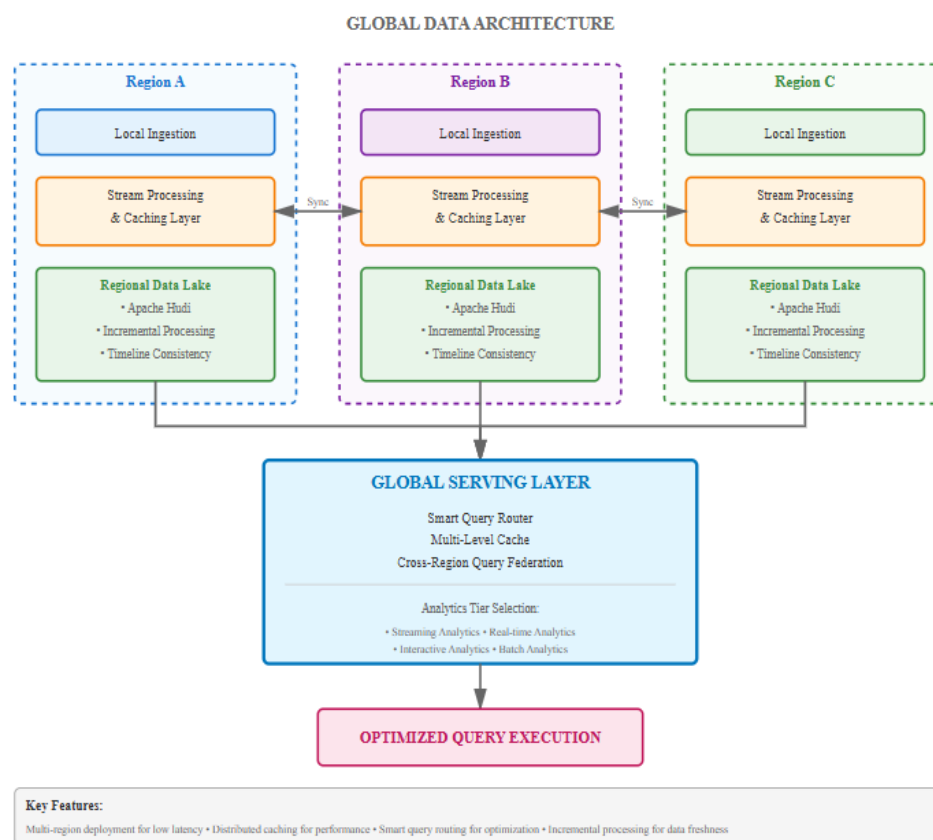 GLOBAL DATA ARCHITECTURE
Region A
Local Ingestion
Stream Processing
& Caching Layer
Regional Data Lake
• Apache Hudi
• Incremental Processing
• Timeline Consistency
Sync
Region B
Local Ingestion
Stream Processing
& Caching Layer
Regional Data Lake
• Apache Hudi
• Incremental Processing
• Timeline Consistency
Sync
Region C
Local Ingestion
Stream Processing
& Caching Layer
Regional Data Lake
• Apache Hudi
• Incremental Processing
• Timeline Consistency
GLOBAL SERVING LAYER
Smart Query Router
Multi-Level Cache
Cross-Region Query Federation
Analytics Tier Selection:
• Streaming Analytics • Real-time Analytics
• Interactive Analytics • Batch Analytics
OPTIMIZED QUERY EXECUTION
Key Features:
Multi-region deployment for low latency • Distributed caching for performance • Smart query routing for optimization • Incremental processing for data freshness